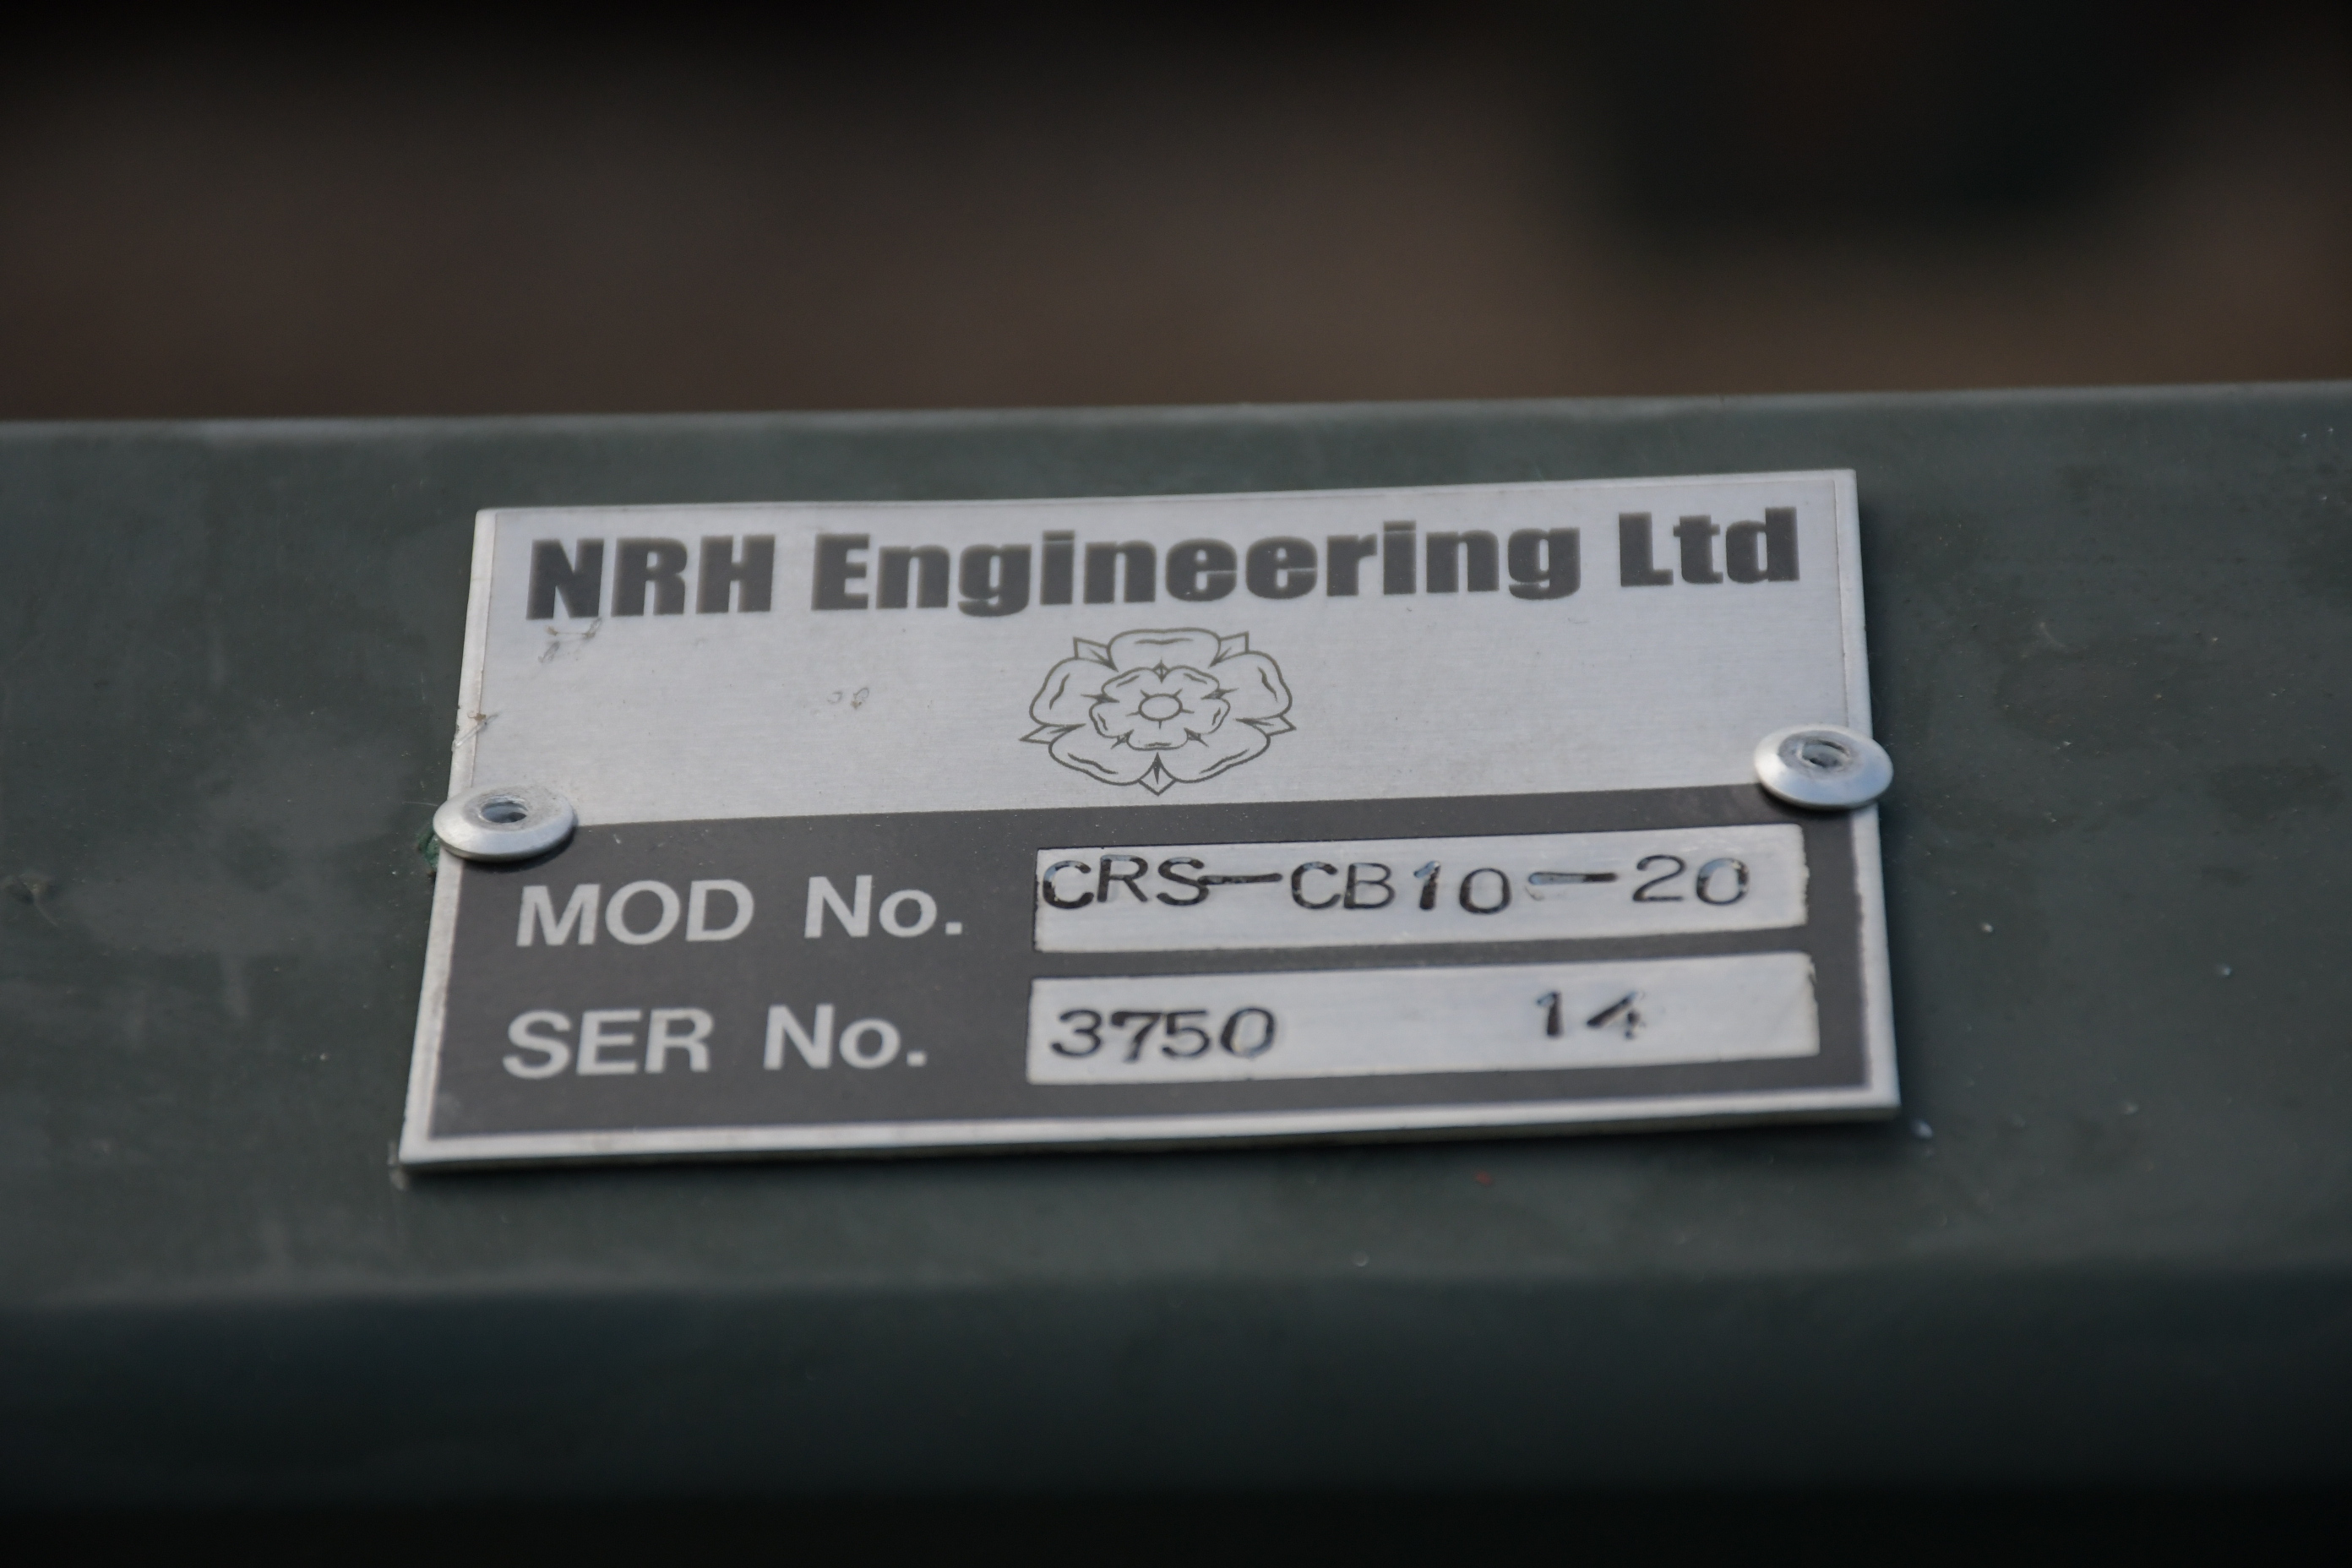 NRH Engineering Ltd
MOD No. CRS-CB10-20
SER No. 3750 14